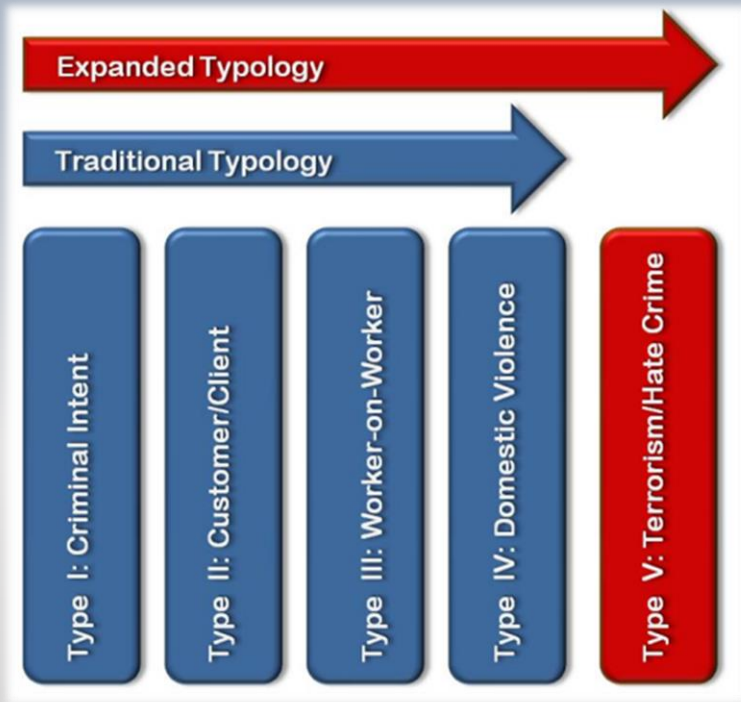 Expanded Typology
Traditional Typology
Type I: Criminal Intent
Type II: Customer/Client
Type III: Worker-on-Worker
Type IV: Domestic Violence
Type V: Terrorism/Hate Crime